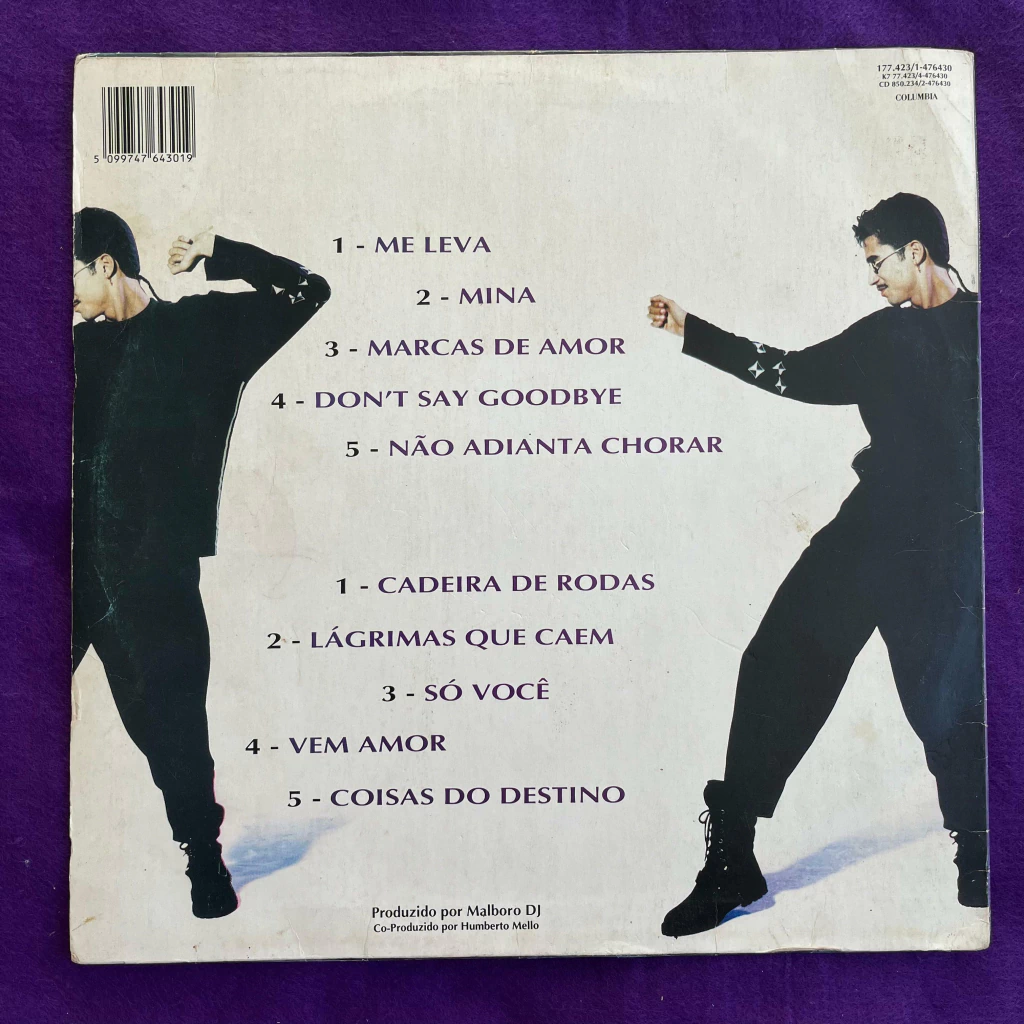 177.423/1-476430
K7 77.423/4-476430
CD 850.234/2-476430
COLUMBIA
5 099747 643019
1 - ME LEVA
2 - MINA
3 - MARCAS DE AMOR
4 - DON'T SAY GOODBYE
5 - NÃO ADIANTA CHORAR
1 - CADEIRA DE RODAS
2 - LÁGRIMAS QUE CAEM
3 - SÓ VOCÊ
4 - VEM AMOR
5 - COISAS DO DESTINO
Produzido por Malboro DJ
Co-Produzido por Humberto Mello